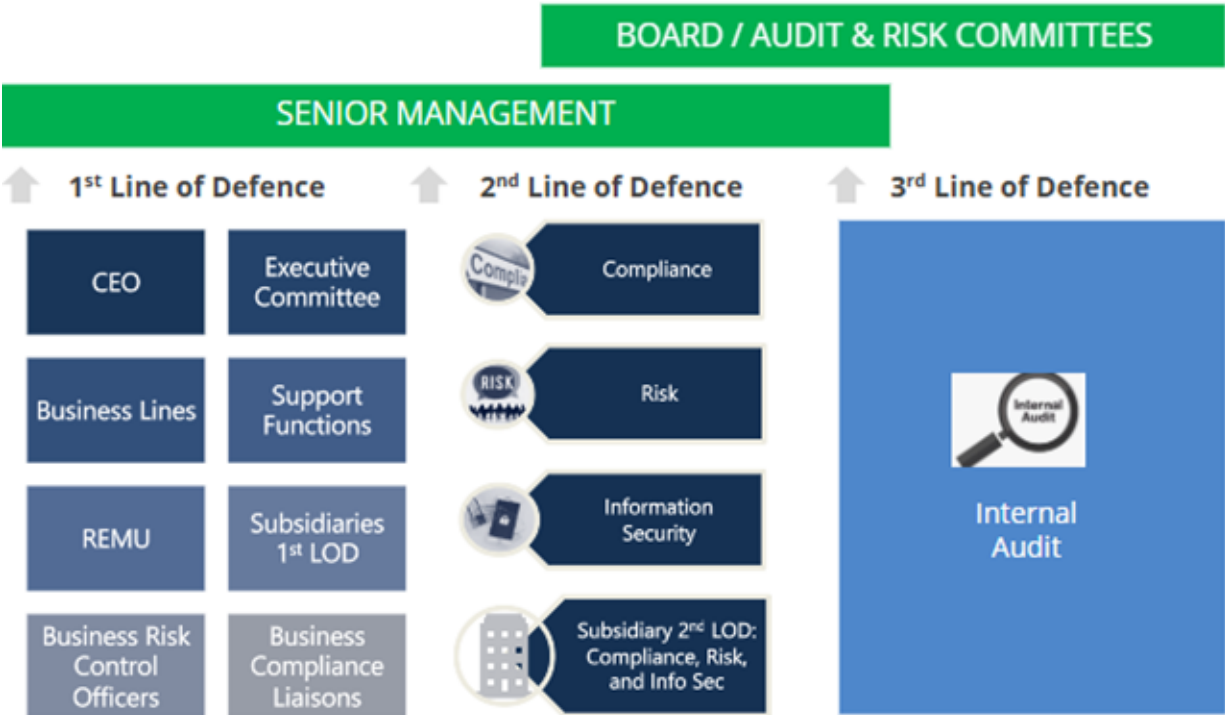 BOARD / AUDIT & RISK COMMITTEES
SENIOR MANAGEMENT
1st Line of Defence
2nd Line of Defence
3rd Line of Defence
CEO
Executive
Committee
Business Lines
Support
Functions
REMU
Subsidiaries
1st LOD
Business Risk
Control
Officers
Business
Compliance
Liaisons
Compla
Compliance
RISK
Risk
Information
Security
Subsidiary 2nd LOD:
Compliance, Risk,
and Info Sec
Internal
Audit
Internal
Audit